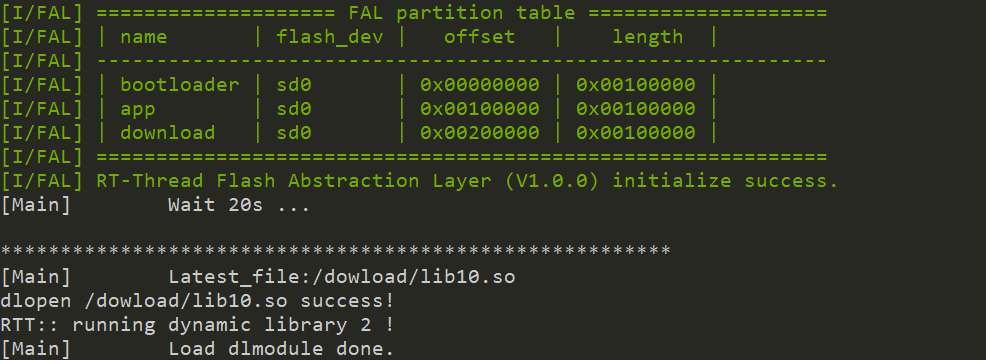 [I/FAL] ==================== FAL partition table ====================
[I/FAL] | name       | flash_dev |   offset   |    length  |
[I/FAL] -------------------------------------------------------------
[I/FAL] | bootloader | sd0       | 0x00000000 | 0x00100000 |
[I/FAL] | app        | sd0       | 0x00100000 | 0x00100000 |
[I/FAL] | download   | sd0       | 0x00200000 | 0x00100000 |
[I/FAL] =============================================================
[I/FAL] RT-Thread Flash Abstraction Layer (V1.0.0) initialize success.
[Main]        Wait 20s ...
********************************************************
[Main]        Latest_file:/dowload/lib10.so
dlopen /dowload/lib10.so success!
RTT:: running dynamic library 2 !
[Main]        Load dlmodule done.